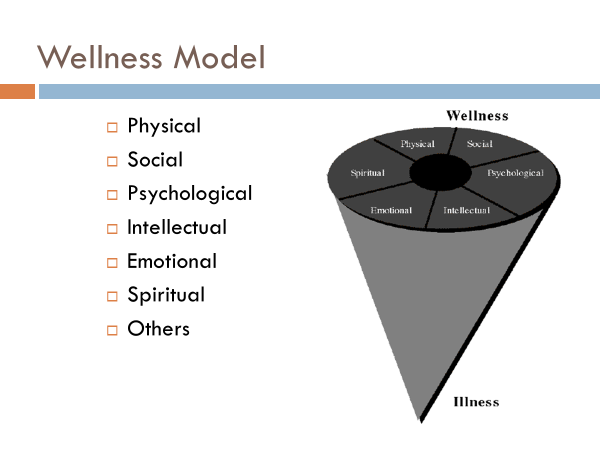 Wellness Model
Physical
Social
Psychological
Intellectual
Emotional
Spiritual
Others
Wellness
Physical
Social
Spiritual
Psychological
Emotional
Intellectual
Illness